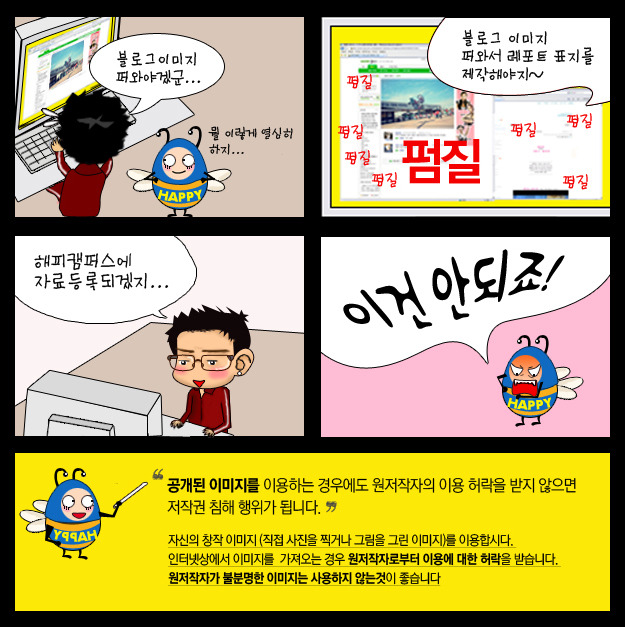 블로그이미지
퍼와야겠군...
뭘 이렇게 열심히
하지...
HAPPY
블로그 이미지
퍼와서 레포트 표지를
제작해야지~
펌질
펌질
펌질
펌질
펌질
펌질
펌질
펌질
해피캠퍼스에
자료등록되겠지...
이건 안되죠!
HAPPY
HAPPY
“ 공개된 이미지를 이용하는 경우에도 원저작자의 이용 허락을 받지 않으면
저작권 침해 행위가 됩니다. ”
자신의 창작 이미지 (직접 사진을 찍거나 그림을 그린 이미지)를 이용합시다.
인터넷상에서 이미지를 가져오는 경우 원저작자로부터 이용에 대한 허락을 받습니다.
원저작자가 불분명한 이미지는 사용하지 않는것이 좋습니다